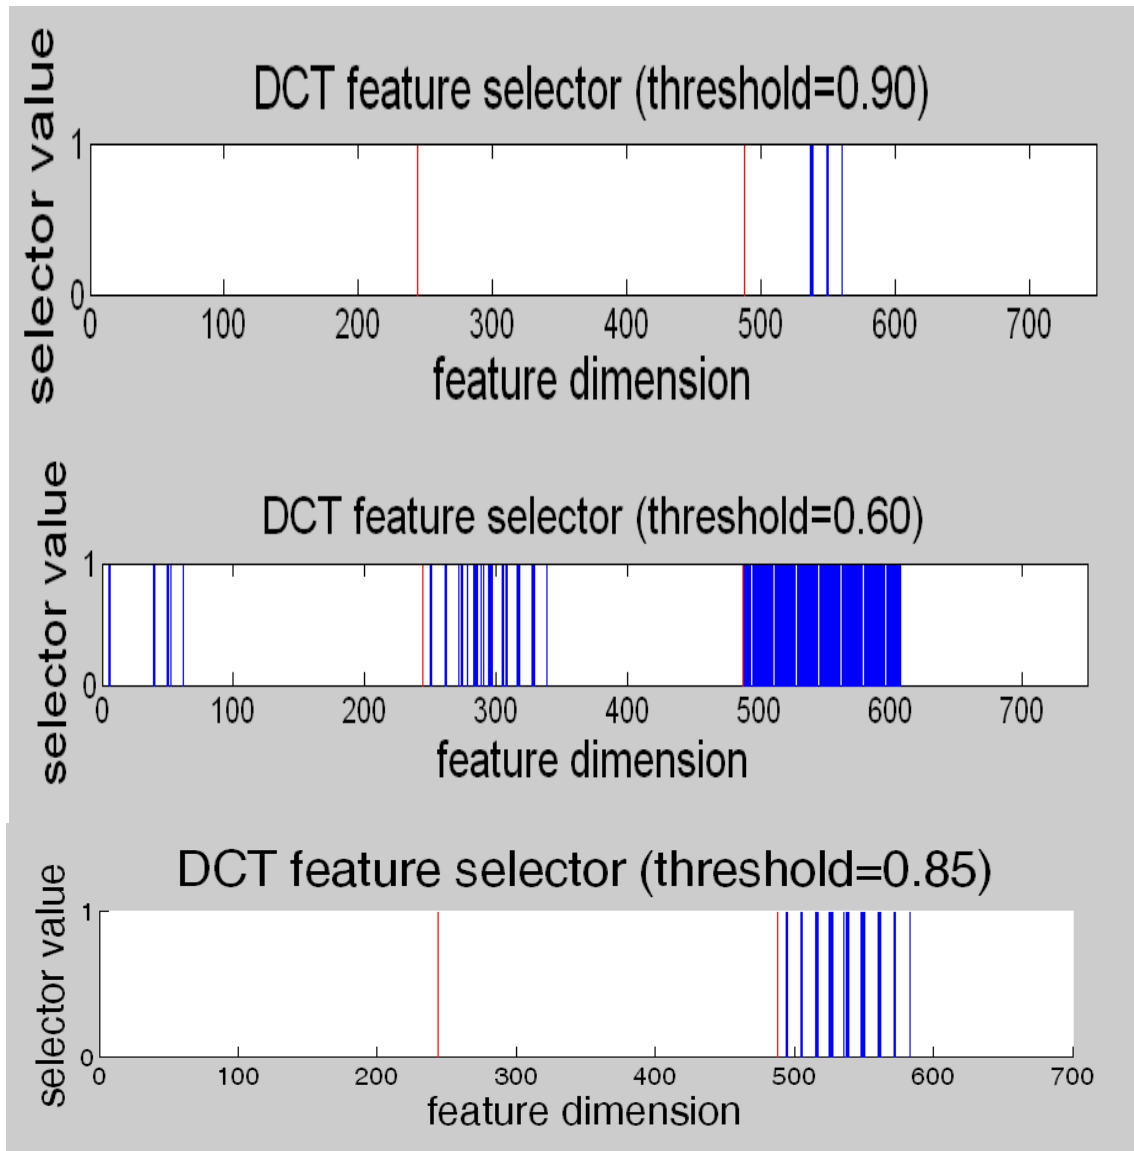 DCT feature selector (threshold=0.90)
selector value
1
0
0 100 200 300 400 500 600 700
feature dimension
DCT feature selector (threshold=0.60)
selector value
1
0
0 100 200 300 400 500 600 700
feature dimension
DCT feature selector (threshold=0.85)
selector value
1
0
0 100 200 300 400 500 600 700
feature dimension